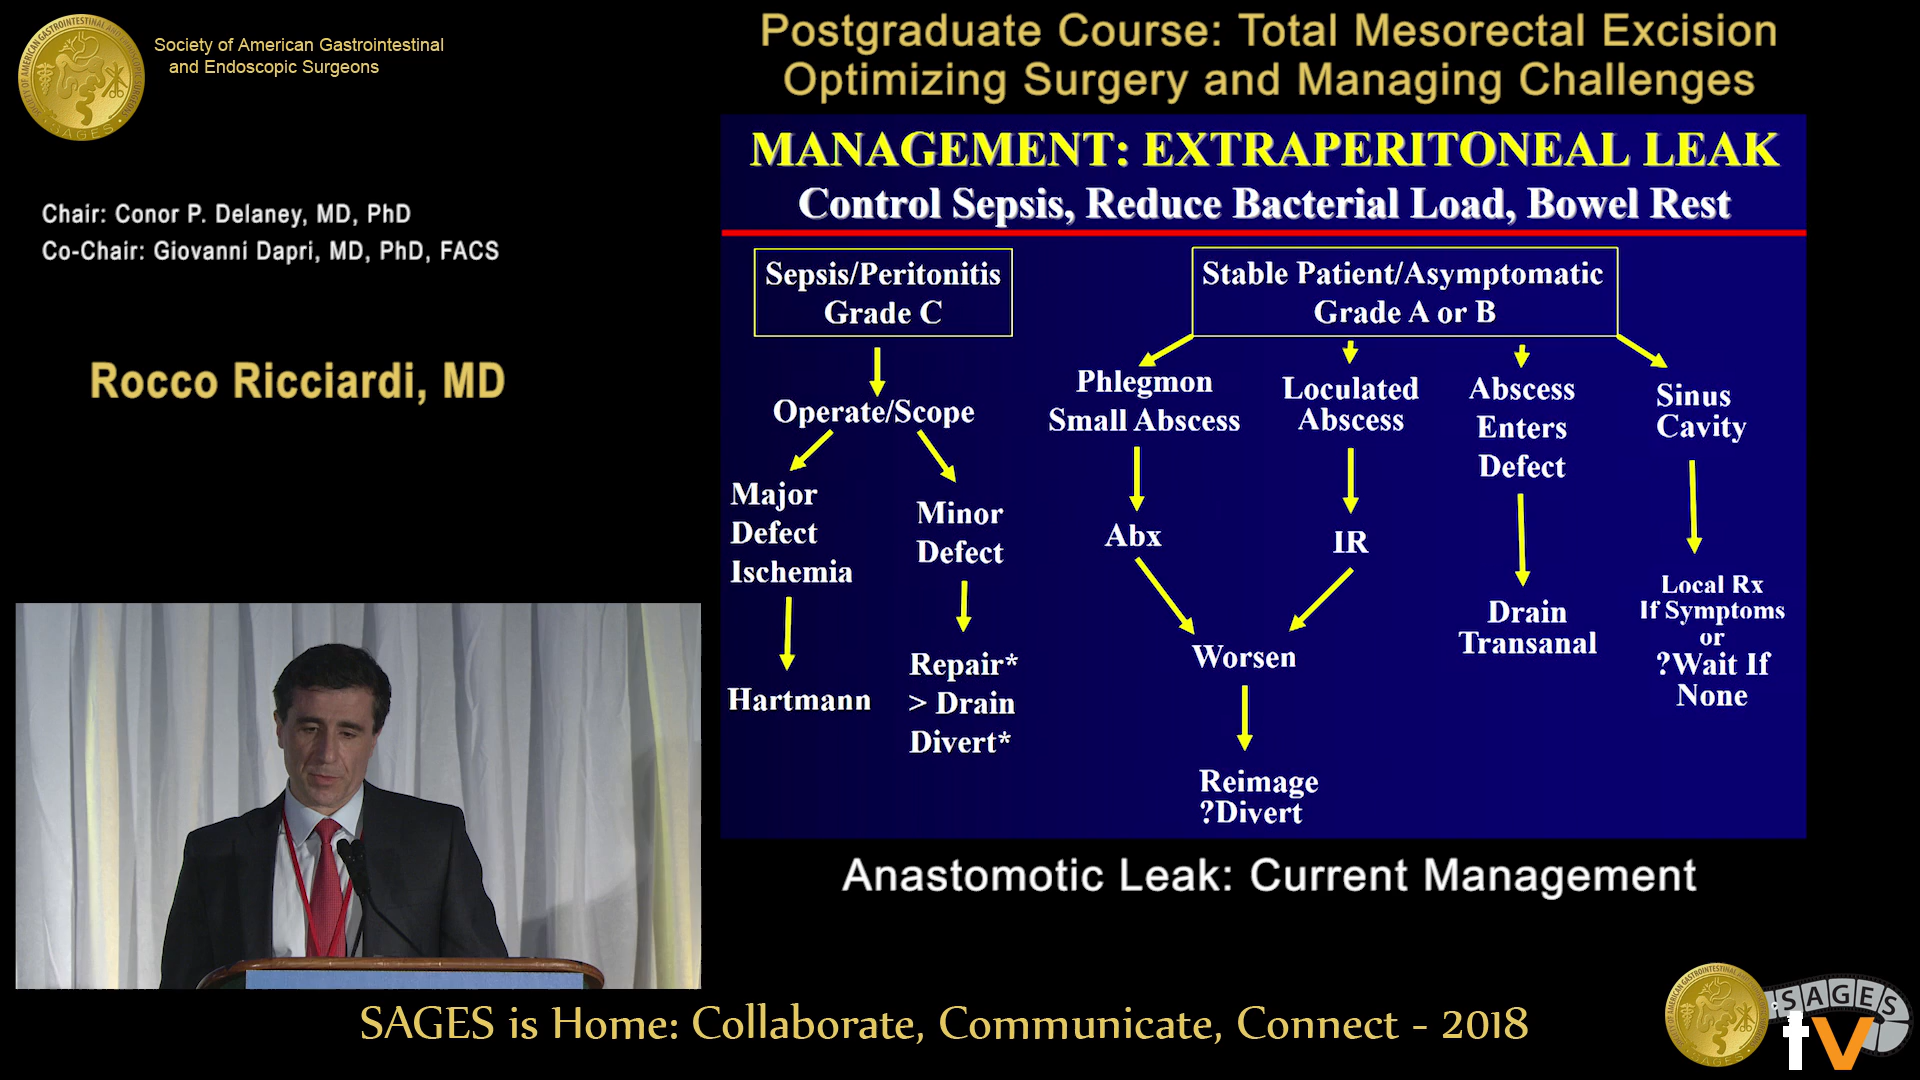 Society of American Gastrointestinal
and Endoscopic Surgeons
Postgraduate Course: Total Mesorectal Excision
Optimizing Surgery and Managing Challenges
Chair: Conor P. Delaney, MD, PhD
Co-Chair: Giovanni Dapri, MD, PhD, FACS
Rocco Ricciardi, MD
MANAGEMENT: EXTRAPERITONEAL LEAK
Control Sepsis, Reduce Bacterial Load, Bowel Rest
Sepsis/Peritonitis
Grade C
Operate/Scope
Major
Defect
Ischemia
Hartmann
Minor
Defect
Repair*
> Drain
Divert*
Stable Patient/Asymptomatic
Grade A or B
Phlegmon
Small Abscess
Abx
Loculated
Abscess
IR
Worsen
Reimage
?Divert
Abscess
Enters
Defect
Drain
Transanal
Sinus
Cavity
Local Rx
If Symptoms
or
?Wait If
None
Anastomotic Leak: Current Management
SAGES is Home: Collaborate, Communicate, Connect - 2018
SAGES
tv